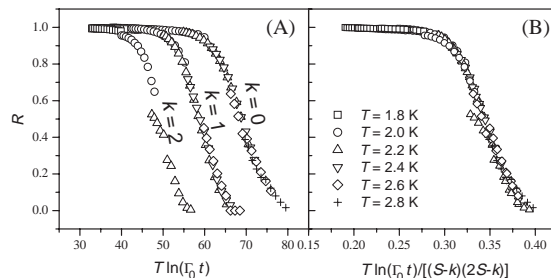 (A)
(B)
1.0
0.8
0.6
0.4
0.2
0.0
R
k=0
k=1
k=2
T = 1.8 K
T = 2.0 K
T = 2.2 K
T = 2.4 K
T = 2.6 K
T = 2.8 K
30 40 50 60 70 80 0.15 0.20 0.25 0.30 0.35 0.40
T ln(Γ₀ t)
T ln(Γ₀ t)/[(S-k)(2S-k)]